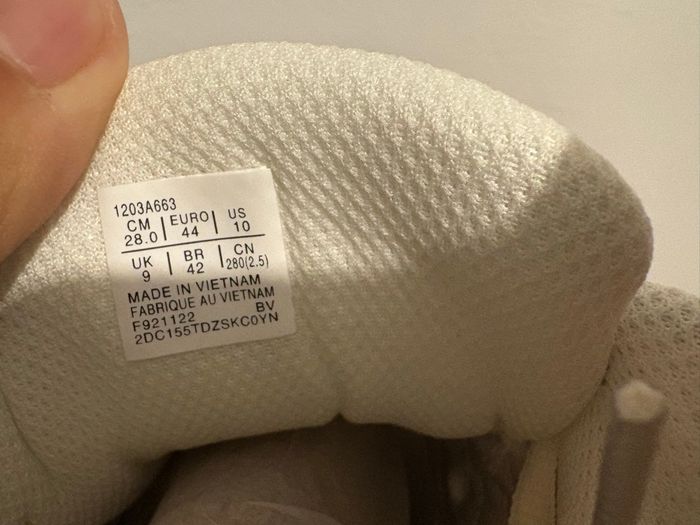 1203A663
CM EURO US
28.0 44 10
UK BR CN
9 42 280(2.5)
MADE IN VIETNAM
FABRIQUE AU VIETNAM
F921122 BV
2DC155TDZSKC0YN